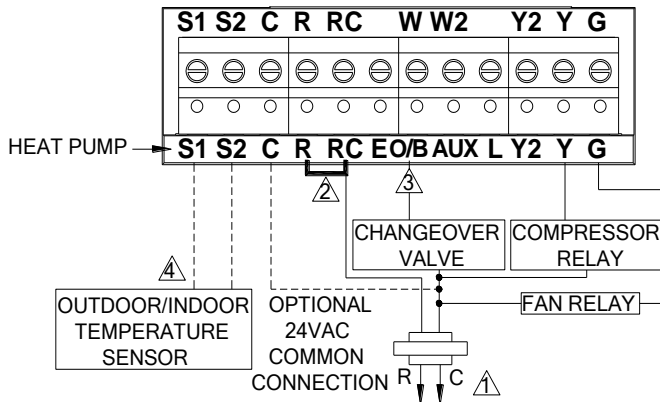 S1 S2 C R RC W W2 Y2 Y G
HEAT PUMP
S1 S2 C R RC E O/B AUX L Y2 Y G
2
3
CHANGEOVER
VALVE
COMPRESSOR
RELAY
4
OUTDOOR/INDOOR
TEMPERATURE
SENSOR
OPTIONAL
24VAC
COMMON
CONNECTION
FAN RELAY
R C
1